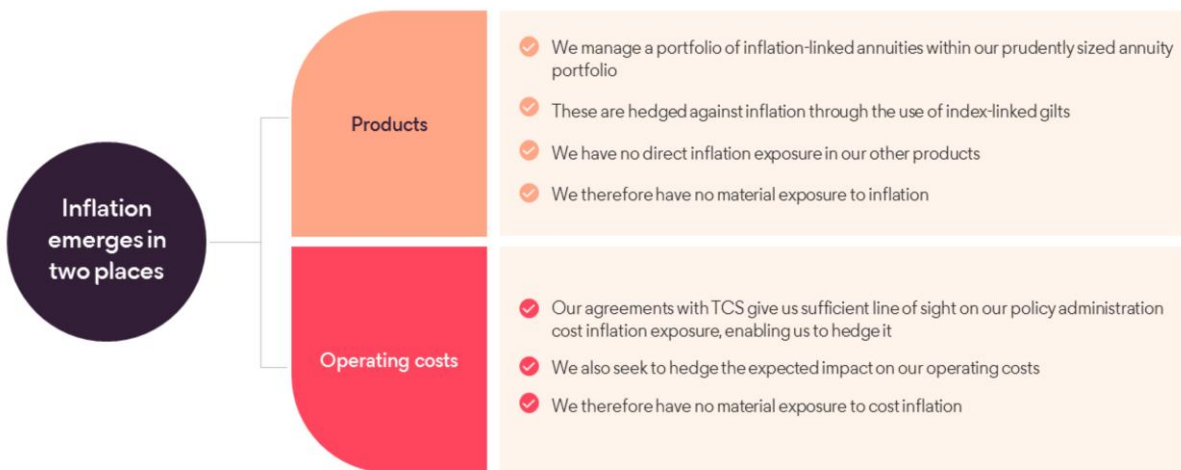 Inflation
emerges in
two places
Products
We manage a portfolio of inflation-linked annuities within our prudently sized annuity
portfolio
These are hedged against inflation through the use of index-linked gilts
We have no direct inflation exposure in our other products
We therefore have no material exposure to inflation
Operating costs
Our agreements with TCS give us sufficient line of sight on our policy administration
cost inflation exposure, enabling us to hedge it
We also seek to hedge the expected impact on our operating costs
We therefore have no material exposure to cost inflation